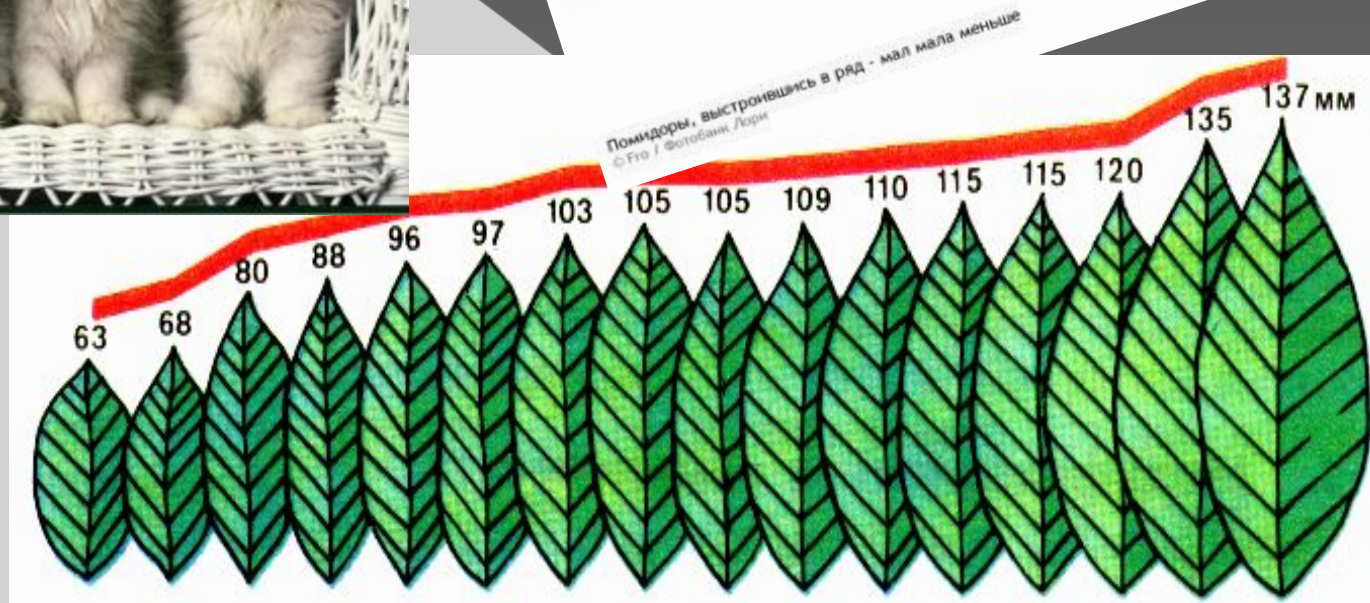 Помидоры, выстроившись в ряд - мал мала меньше
© Fro / Фотобанк Лори
63 68 80 88 96 97 103 105 105 109 110 115 115 120 135 137 мм